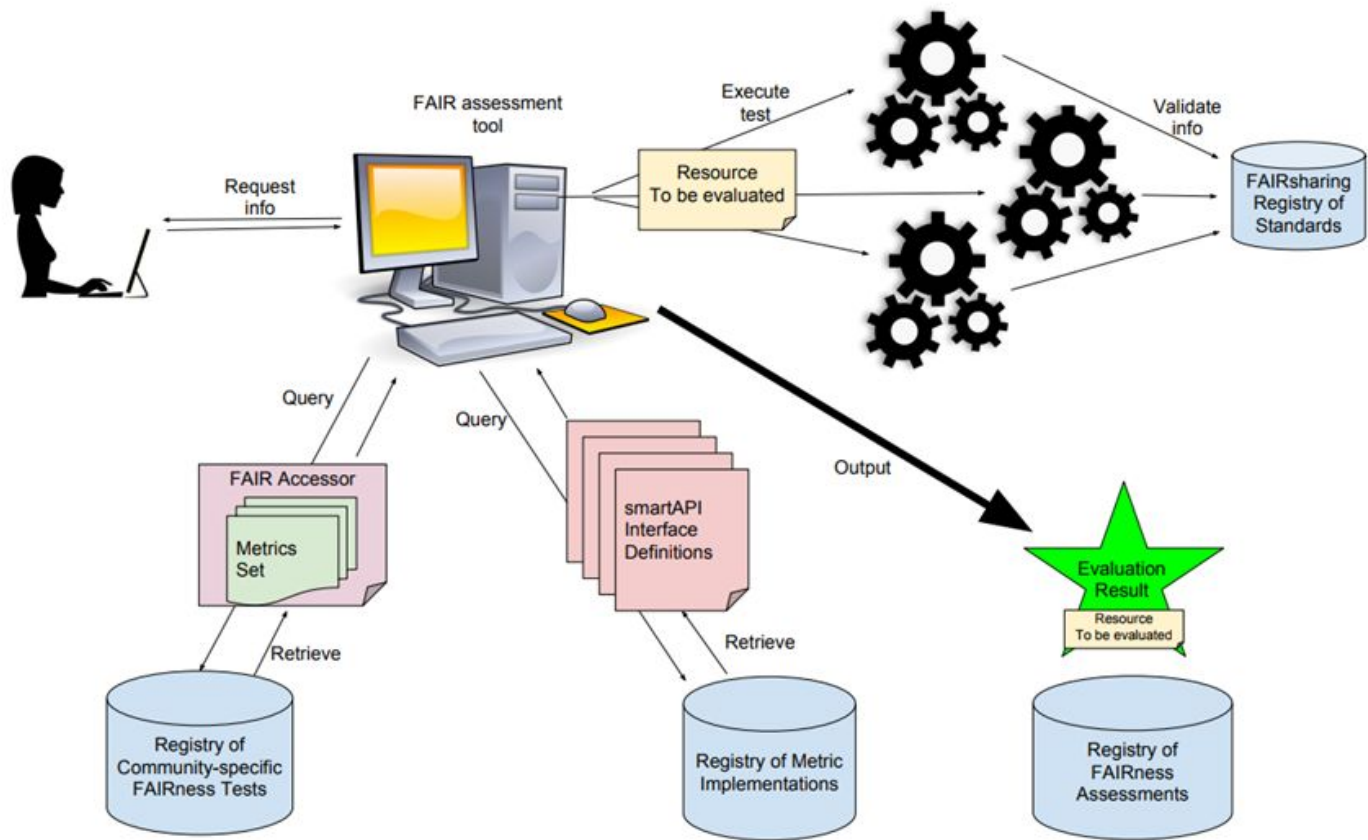 FAIR assessment
tool
Execute
test
Validate
info
Resource
To be evaluated
FAIRsharing
Registry of
Standards
Request
info
Query
Query
FAIR Accessor
Metrics
Set
smartAPI
Interface
Definitions
Output
Evaluation
Result
Resource
To be evaluated
Retrieve
Retrieve
Registry of
Community-specific
FAIRness Tests
Registry of Metric
Implementations
Registry of
FAIRness
Assessments